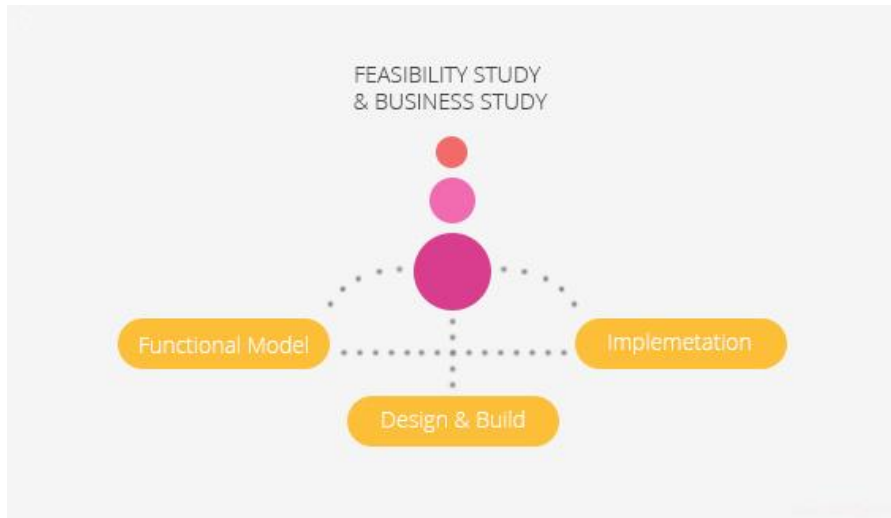 FEASIBILITY STUDY
& BUSINESS STUDY
Functional Model
Implemetation
Design & Build